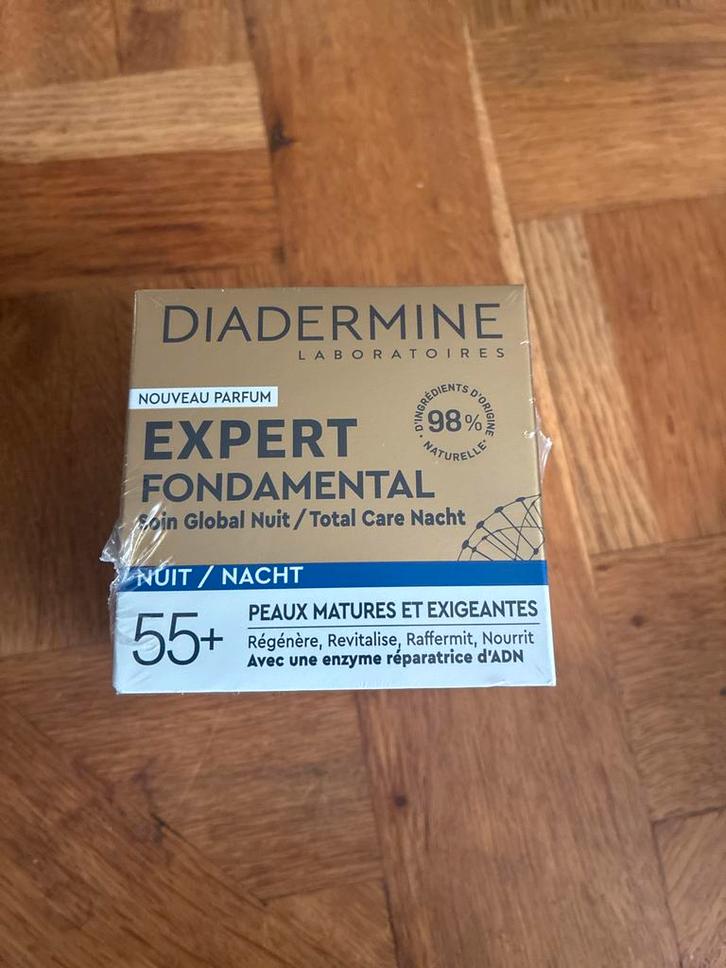 DIADERMINE
LABORATOIRES
NOUVEAU PARFUM
98%
D'INGRÉDIENTS D'ORIGINE
NATURELLE*
EXPERT
FONDAMENTAL
Soin Global Nuit / Total Care Nacht
NUIT / NACHT
55+
PEAUX MATURES ET EXIGEANTES
Régénère, Revitalise, Raffermit, Nourrit
Avec une enzyme réparatrice d'ADN